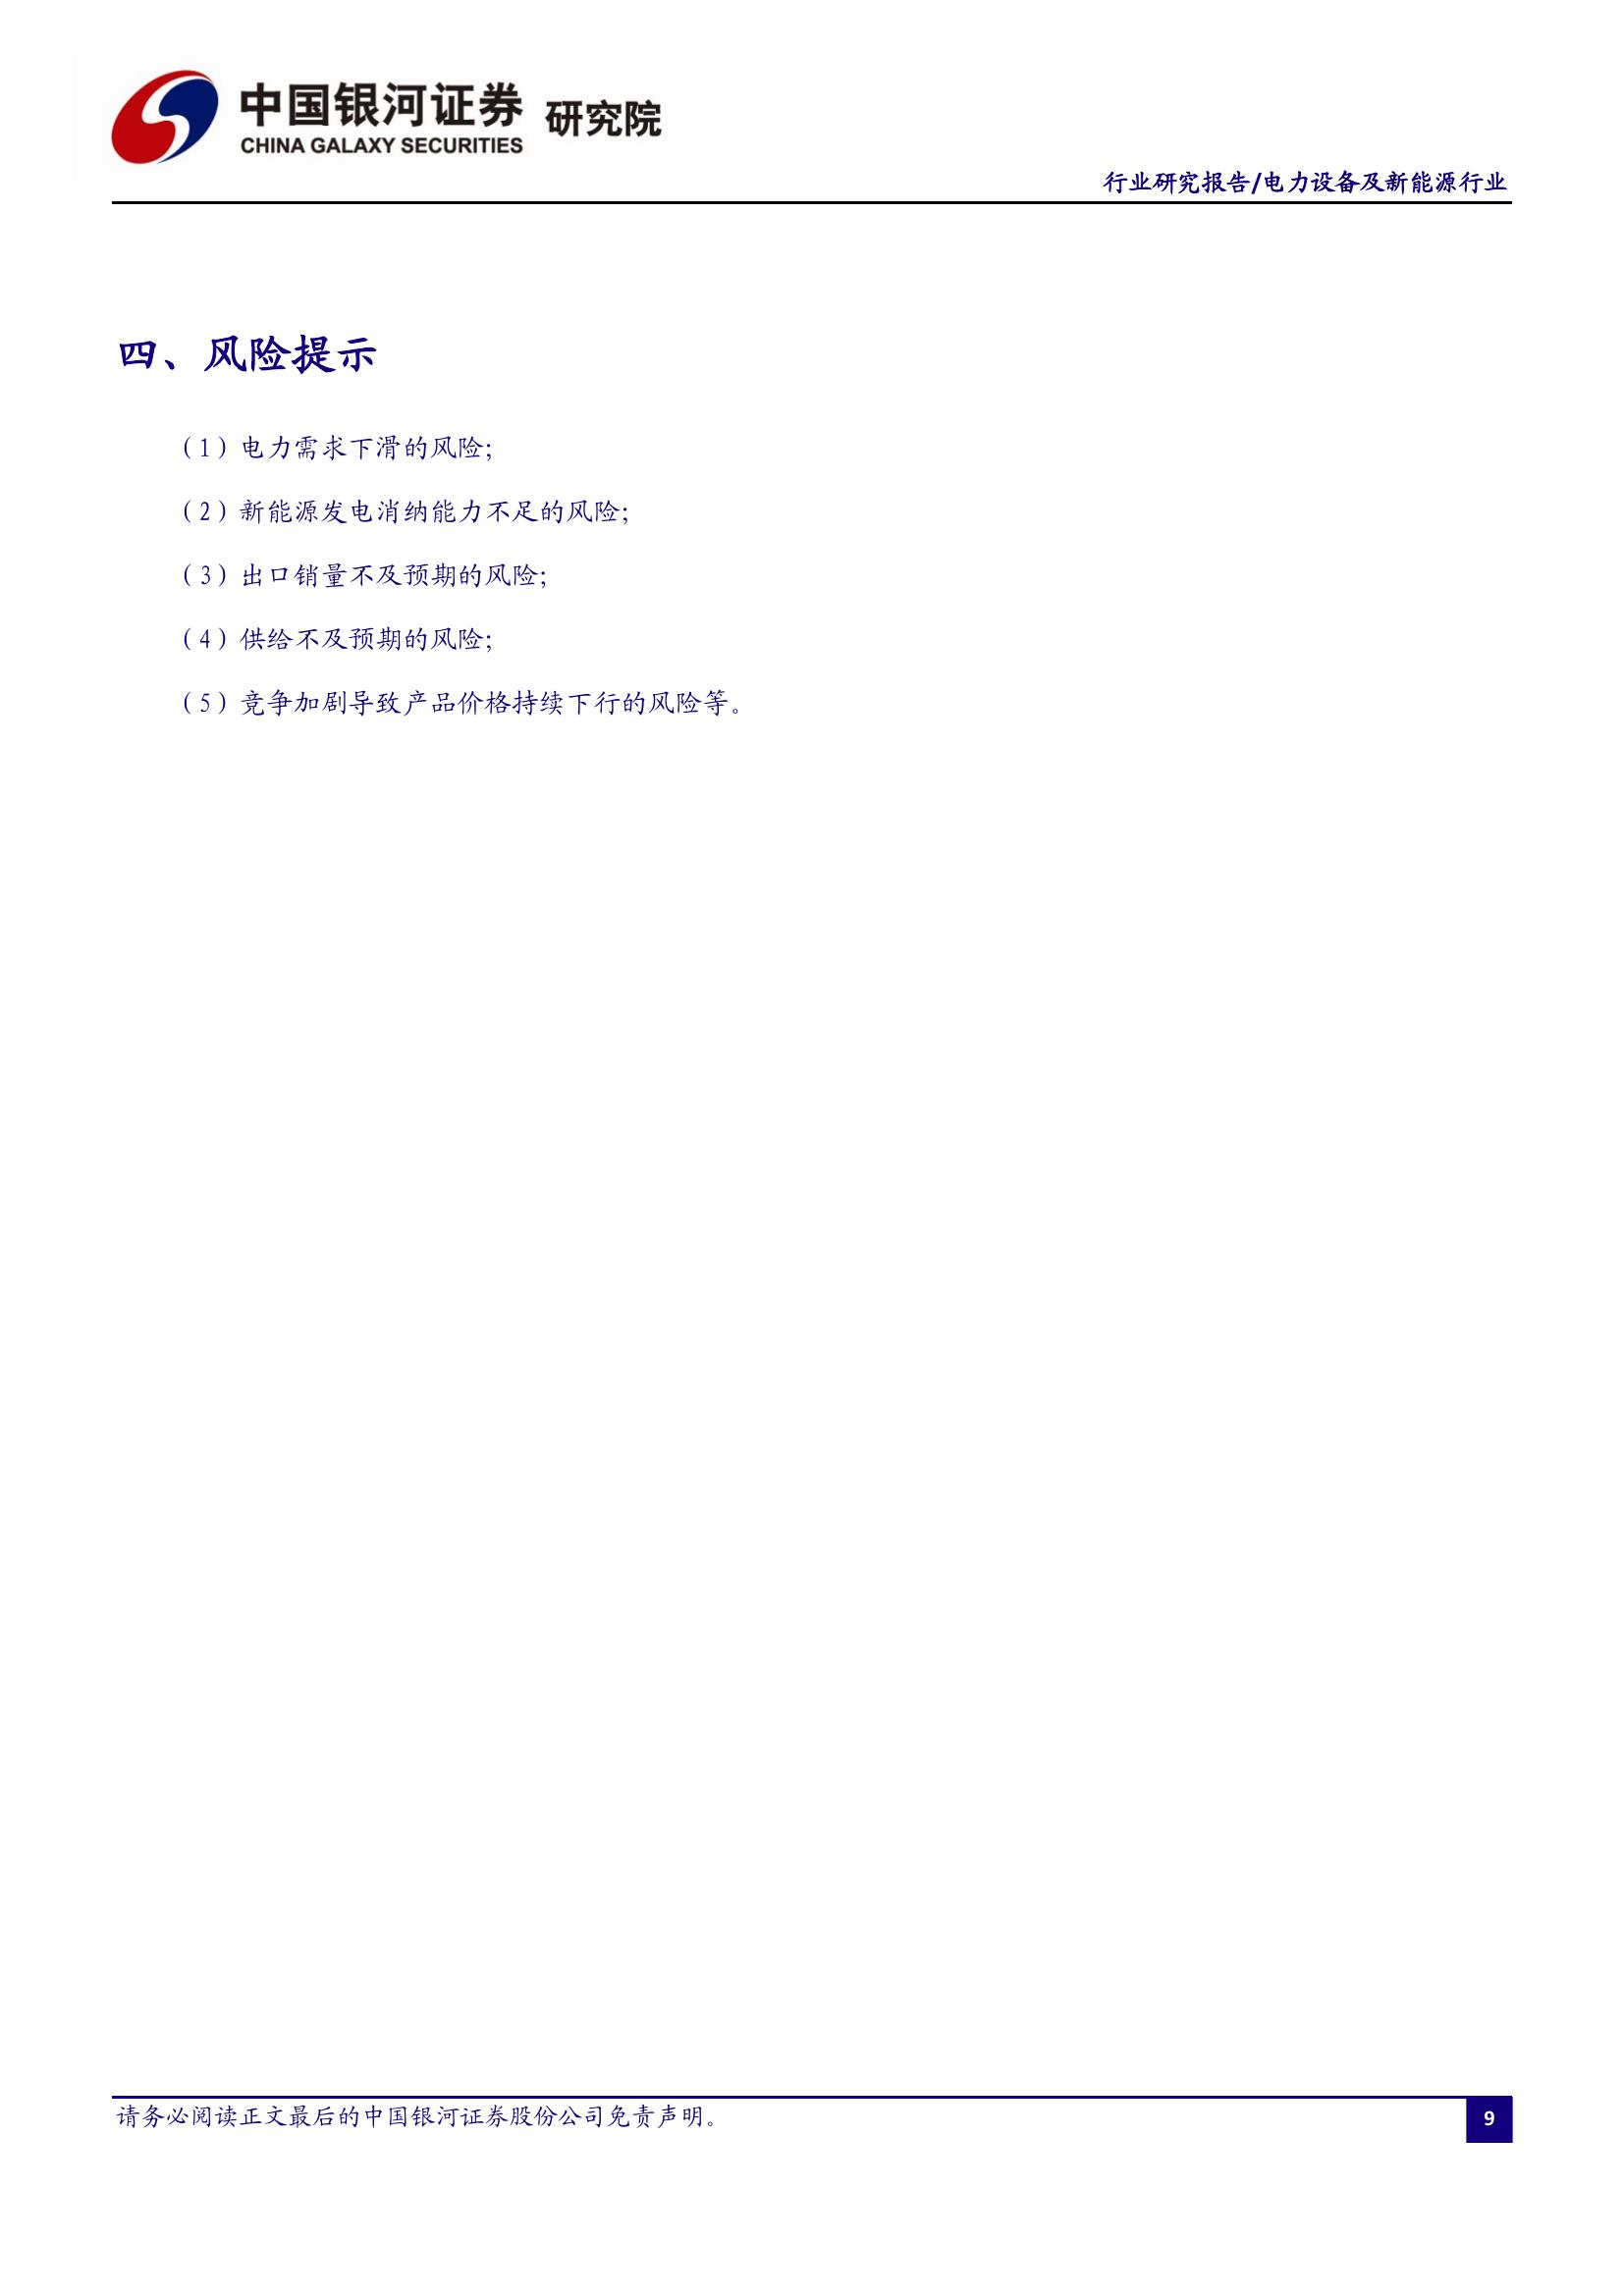 中国银河证券 研究院
CHINA GALAXY SECURITIES
行业研究报告/电力设备及新能源行业
四、风险提示
（1）电力需求下滑的风险;
（2）新能源发电消纳能力不足的风险;
（3）出口销量不及预期的风险;
（4）供给不及预期的风险;
（5）竞争加剧导致产品价格持续下行的风险等。
请务必阅读正文最后的中国银河证券股份公司免责声明。
9